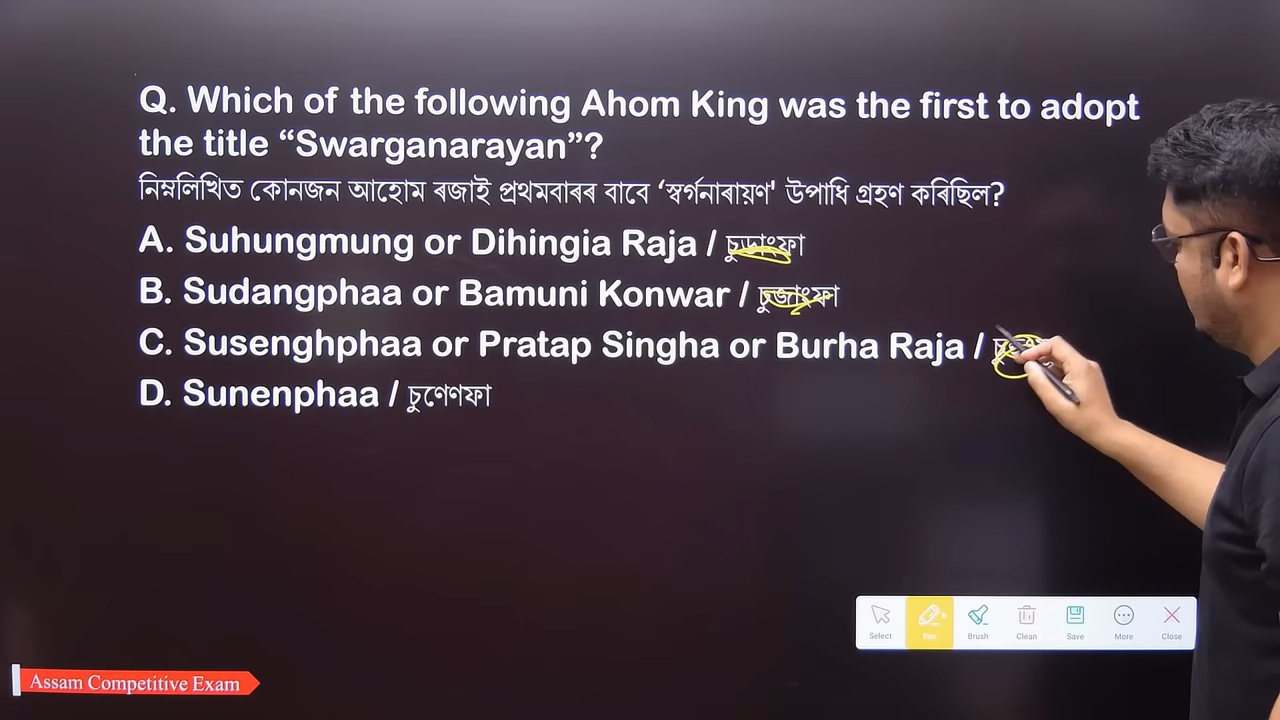 Q. Which of the following Ahom King was the first to adopt
the title “Swarganarayan”?
নিম্নলিখিত কোনজন আহোম ৰজাই প্ৰথমবাৰৰ বাবে ‘স্বৰ্গনাৰায়ণ' উপাধি গ্ৰহণ কৰিছিল?
A. Suhungmung or Dihingia Raja / চুড়াংফা
B. Sudangphaa or Bamuni Konwar / চুজাংফা
C. Susenghphaa or Pratap Singha or Burha Raja /
D. Sunenphaa / চুণেণফা
Select Pen Brush Clean Save More Close
Assam Competitive Exam